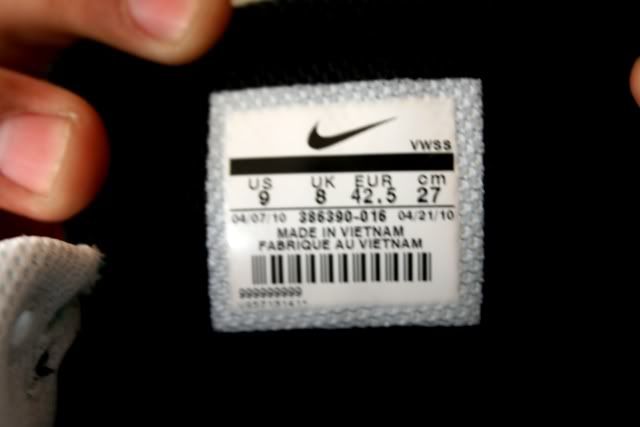 VWSS
US UK EUR cm
9 8 42.5 27
04/07/10 386390-016 04/21/10
MADE IN VIETNAM
FABRIQUE AU VIETNAM
999999999